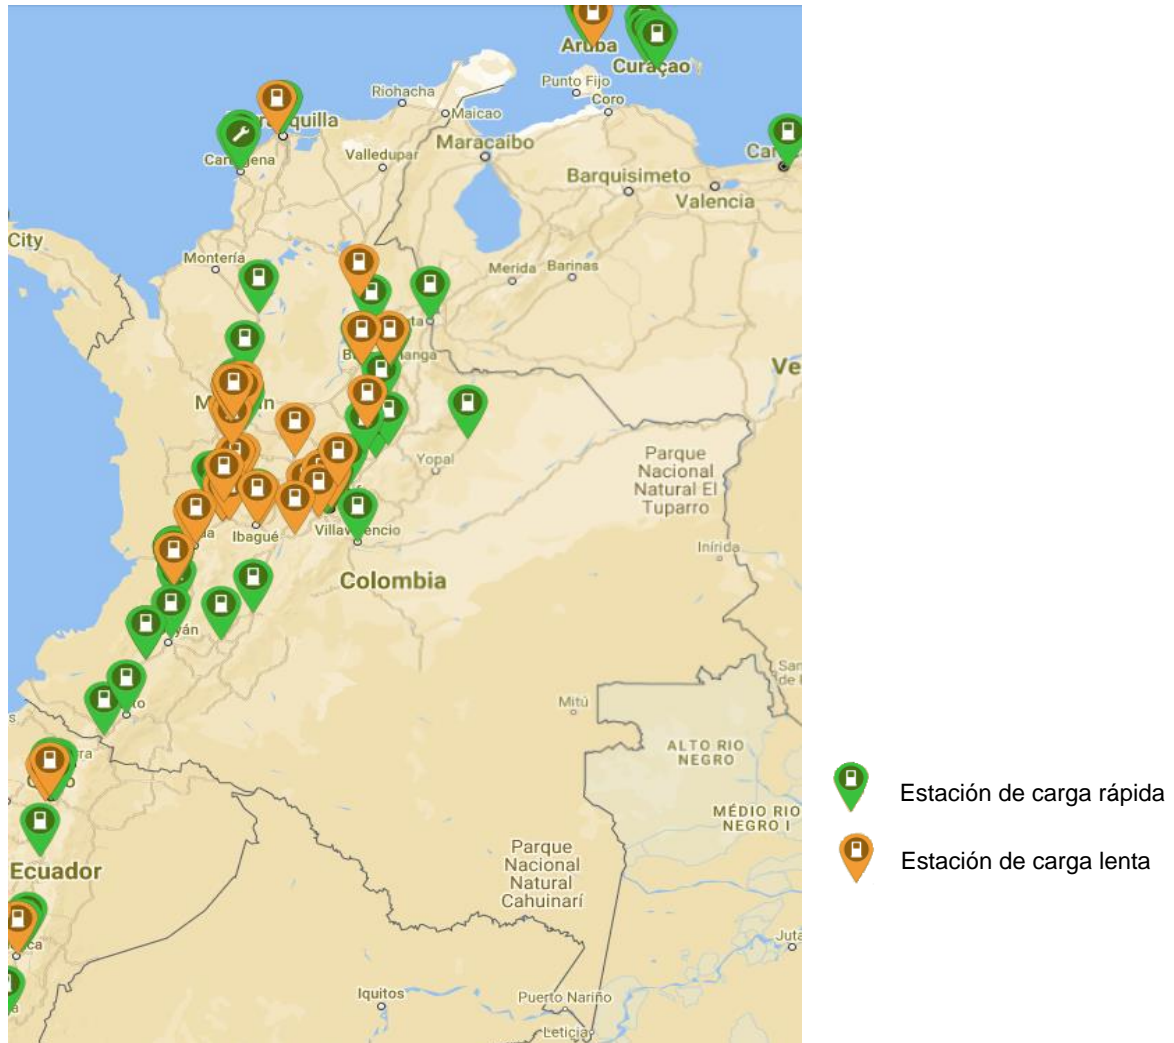 Aruba
Curaçao
Punto Fijo
Coro
Riohacha
Maicao
Maracaibo
Valledupar
Barquisimeto
Valencia
City
Montería
Merida
Barinas
Ve
Yopal
Parque
Nacional
Natural El
Tuparro
Ibagué
Inírida
Colombia
Mitú
ALTO RIO
NEGRO
MÉDIO RIO
NEGRO I
Estación de carga rápida
Ecuador
Parque
Nacional
Natural
Cahuinarí
Estación de carga lenta
Iquitos
Puerto Nariño
Leticia